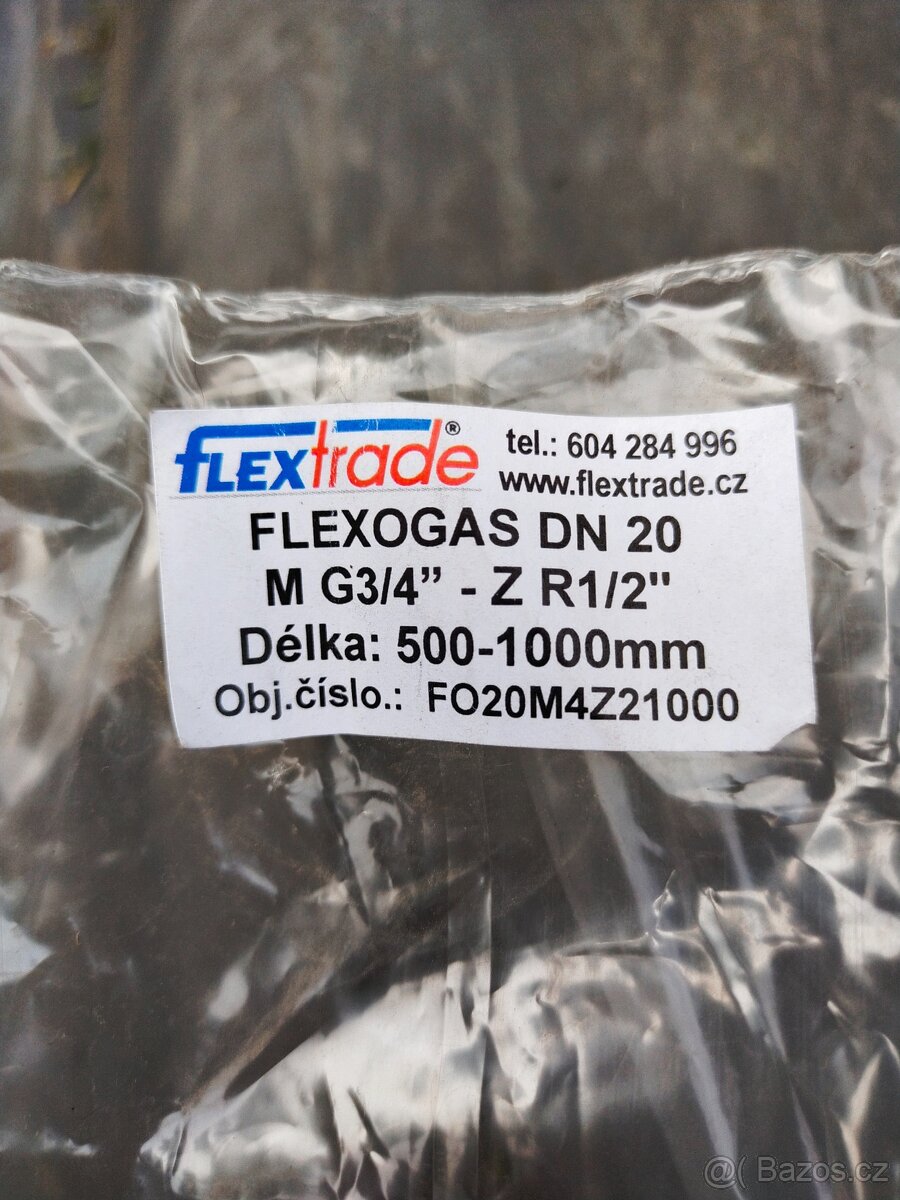 FLEXtrade® tel.: 604 284 996
www.flextrade.cz
FLEXOGAS DN 20
M G3/4” - Z R1/2"
Délka: 500-1000mm
Obj.číslo.: FO20M4Z21000
@( Bazos.cz